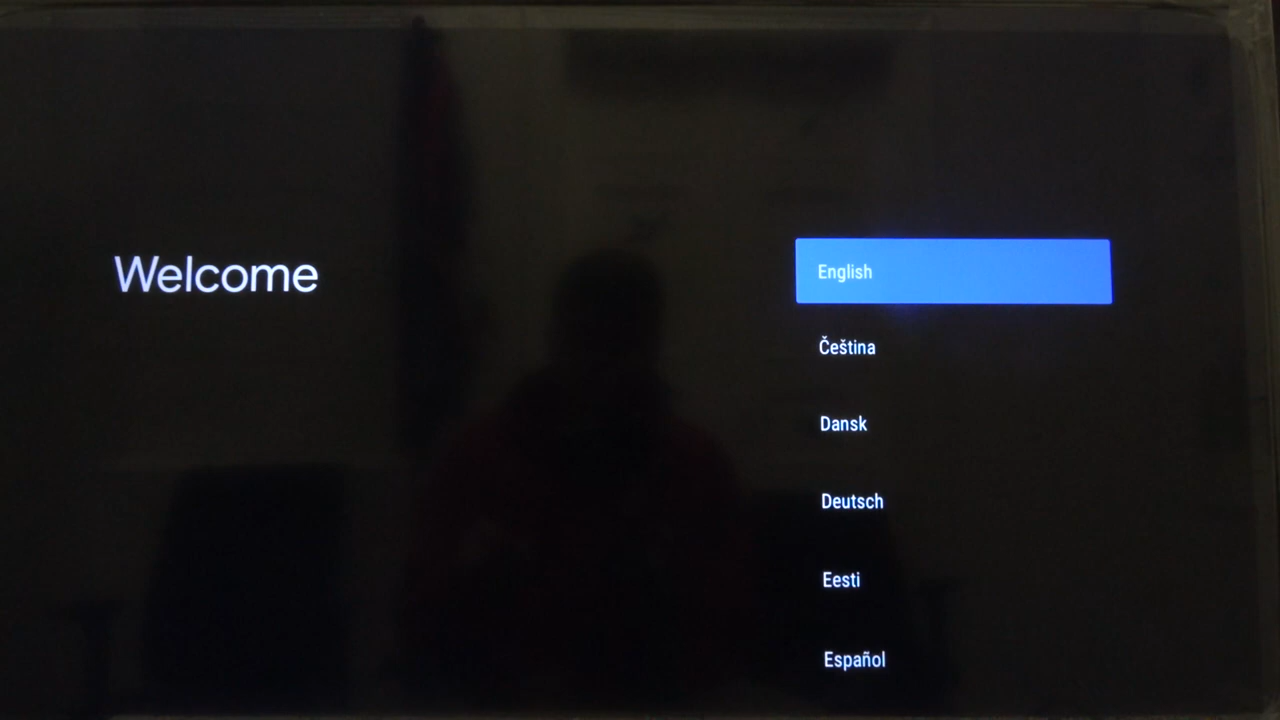 Welcome
English
Čeština
Dansk
Deutsch
Eesti
Español